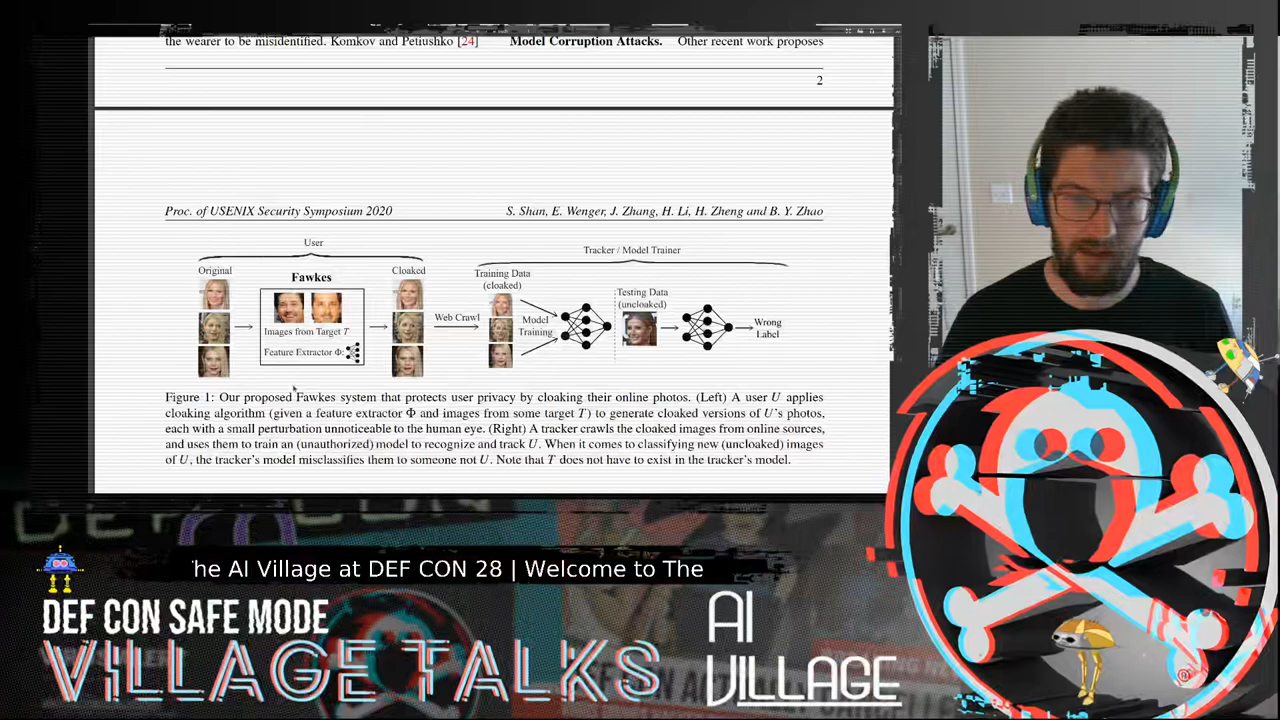 the wearer to be misidentified. Komkov and Petiushko [24]
Model Corruption Attacks. Other recent work proposes
2
Proc. of USENIX Security Symposium 2020
S. Shan, E. Wenger, J. Zhang, H. Li, H. Zheng and B. Y. Zhao
User
Tracker / Model Trainer
Original
Fawkes
Cloaked
Images from Target T
Feature Extractor Φ:
Web Crawl
Training Data
(cloaked)
Model
Training
Testing Data
(uncloaked)
Wrong
Label
Figure 1: Our proposed Fawkes system that protects user privacy by cloaking their online photos. (Left) A user U applies
cloaking algorithm (given a feature extractor Φ and images from some target T) to generate cloaked versions of U's photos,
each with a small perturbation unnoticeable to the human eye. (Right) A tracker crawls the cloaked images from online sources,
and uses them to train an (unauthorized) model to recognize and track U. When it comes to classifying new (uncloaked) images
of U, the tracker's model misclassifies them to someone not U. Note that T does not have to exist in the tracker's model.
he AI Village at DEF CON 28 | Welcome to The
DEF CON SAFE MODE
VILLAGE TALKS
AI
VILLAGE